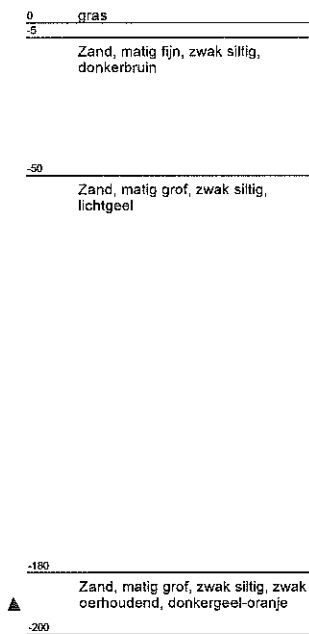 0 gras
-5
Zand, matig fijn, zwak siltig,
donkerbruin
-50
Zand, matig grof, zwak siltig,
lichtgeel
-180
Zand, matig grof, zwak siltig, zwak
oerhoudend, donkergeel-oranje
-200